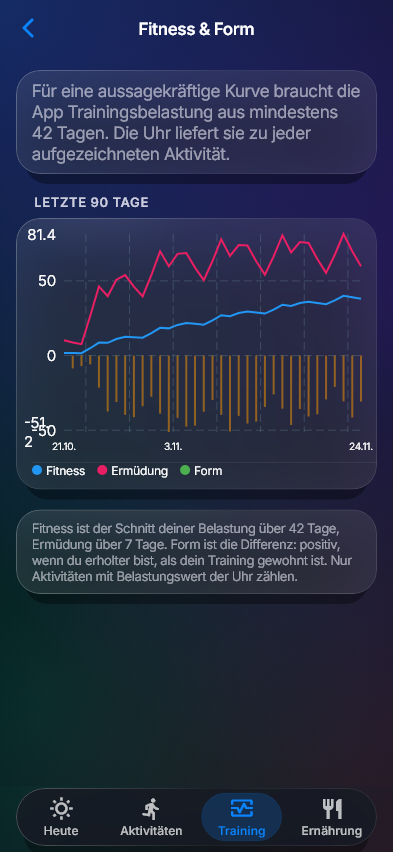 Fitness & Form
Für eine aussagekräftige Kurve braucht die
App Trainingsbelastung aus mindestens
42 Tagen. Die Uhr liefert sie zu jeder
aufgezeichneten Aktivität.
LETZTE 90 TAGE
81.4
50
0
-51.
2
-50
21.10.
3.11.
24.11.
Fitness
Ermüdung
Form
Fitness ist der Schnitt deiner Belastung über 42 Tage,
Ermüdung über 7 Tage. Form ist die Differenz: positiv,
wenn du erholter bist, als dein Training gewohnt ist. Nur
Aktivitäten mit Belastungswert der Uhr zählen.
Heute
Aktivitäten
Training
Ernährung